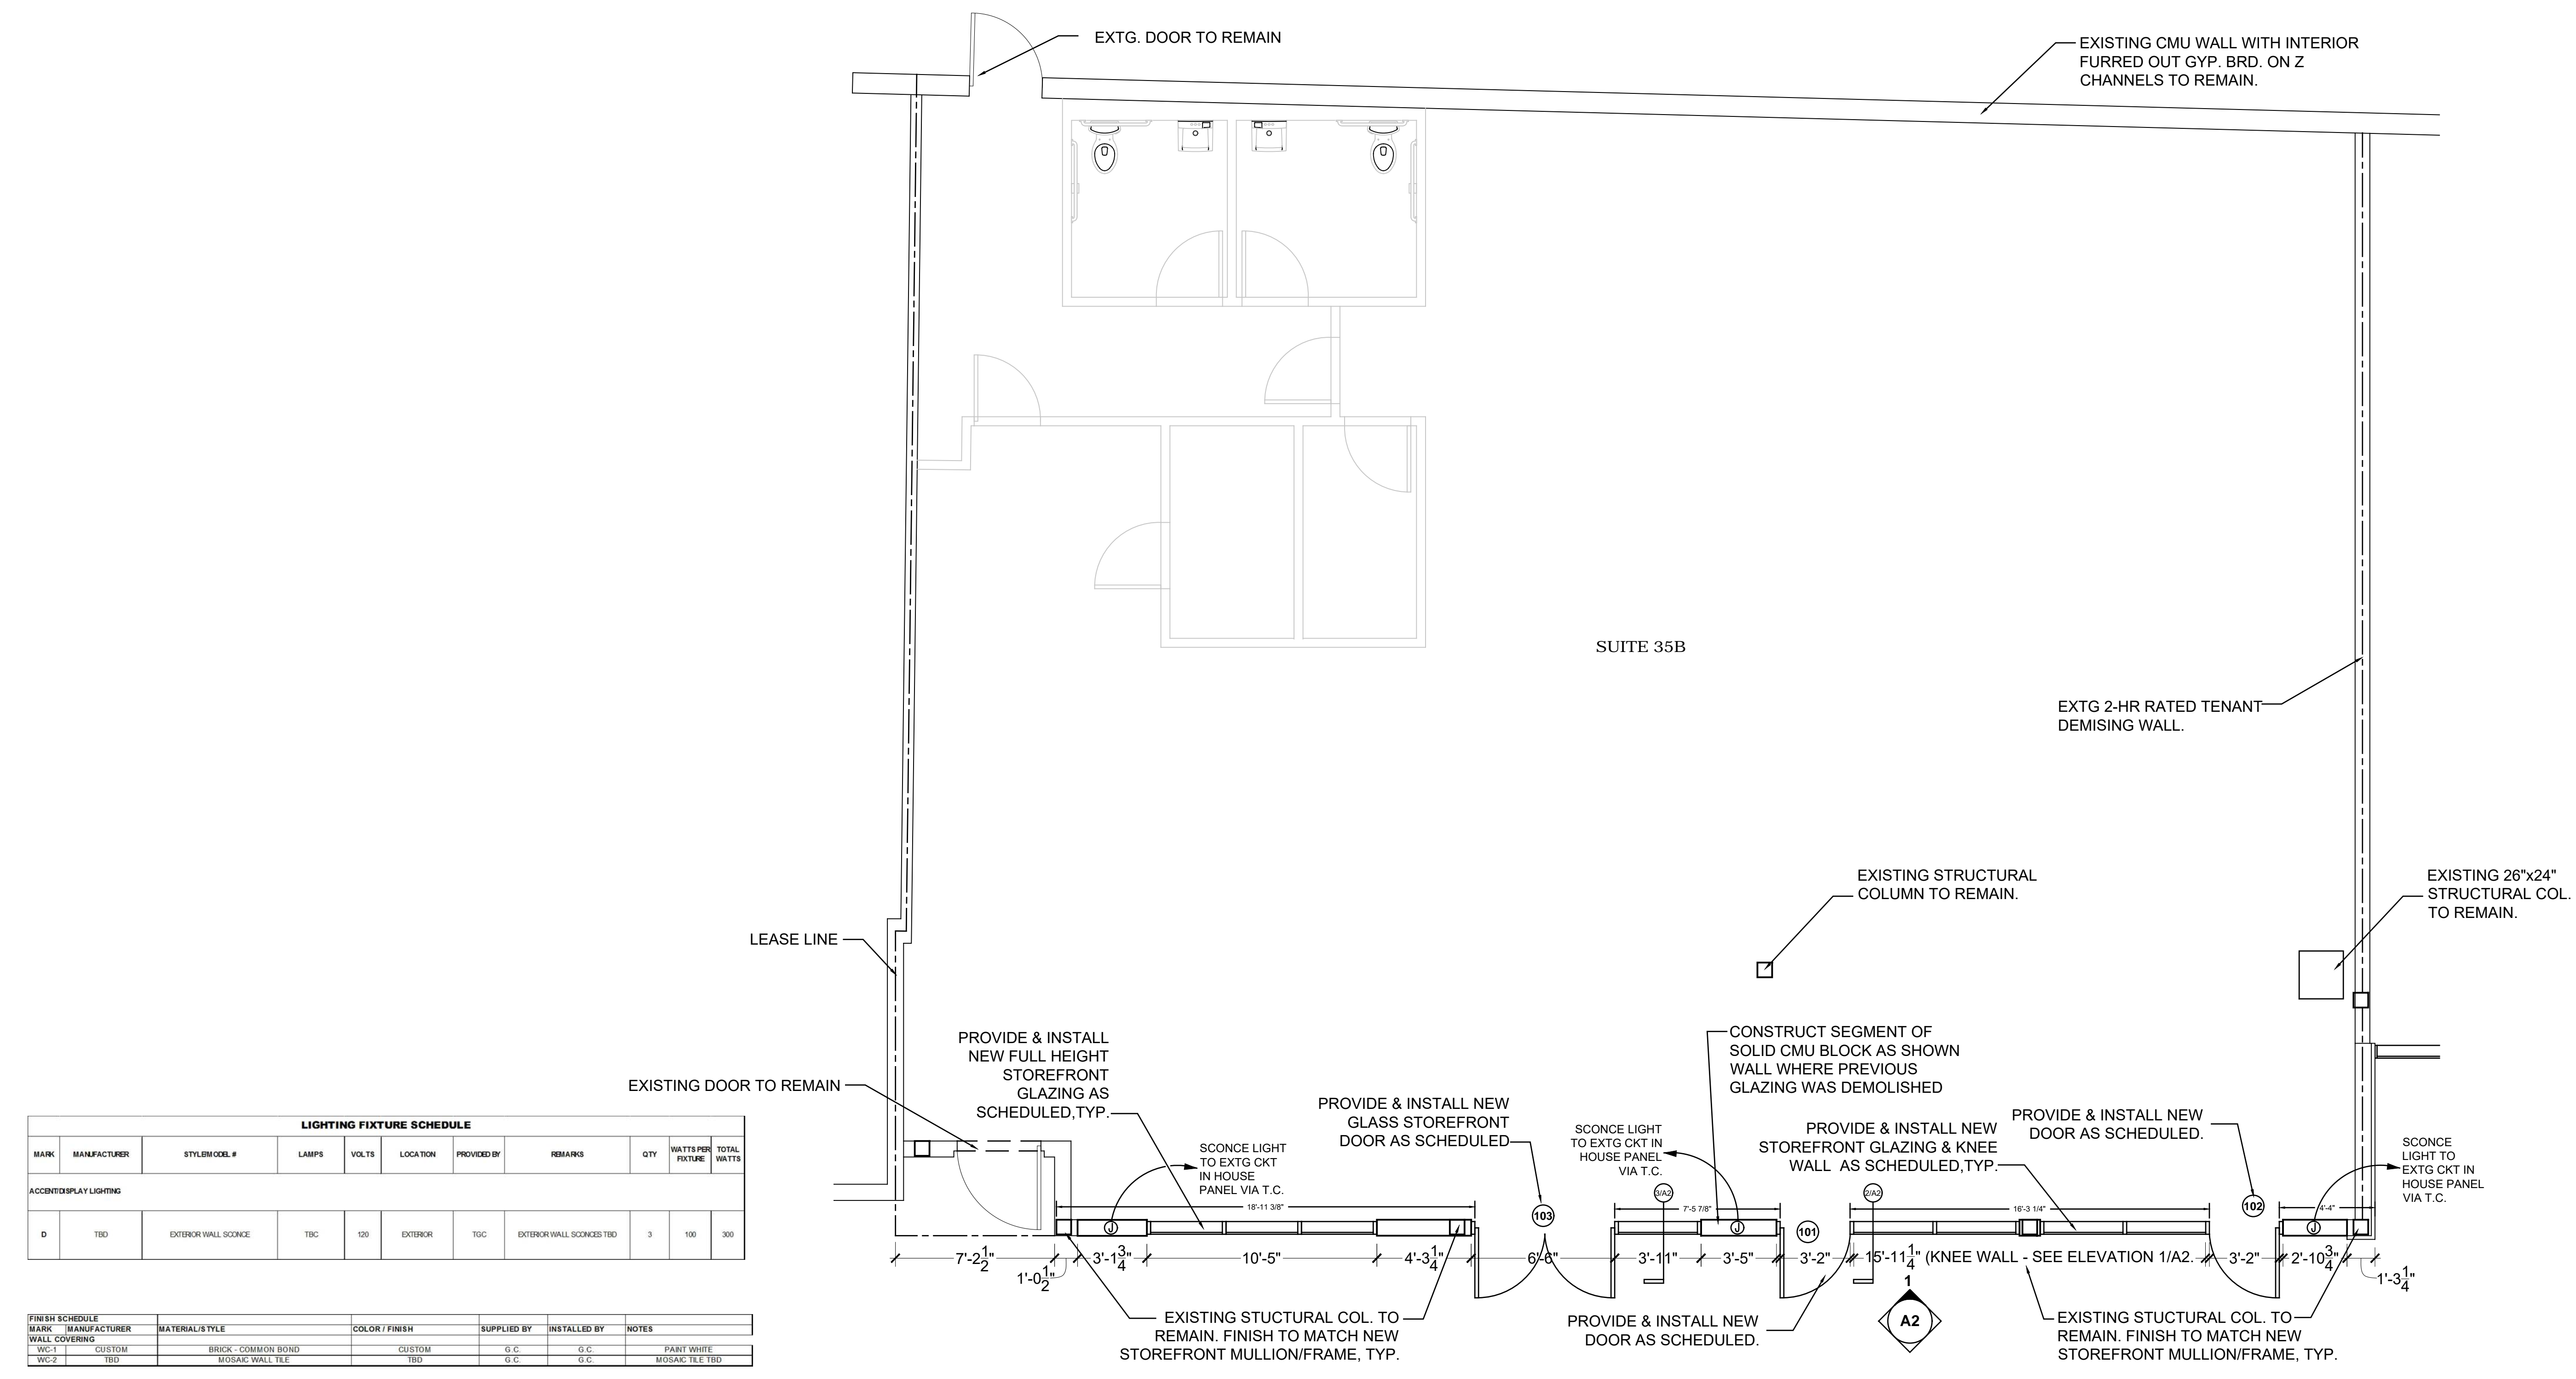 EXTG. DOOR TO REMAIN
EXISTING CMU WALL WITH INTERIOR
FURRED OUT GYP. BRD. ON Z
CHANNELS TO REMAIN.
SUITE 35B
EXTG 2-HR RATED TENANT
DEMISING WALL.
EXISTING STRUCTURAL
COLUMN TO REMAIN.
EXISTING 26"x24"
STRUCTURAL COL.
TO REMAIN.
LEASE LINE
EXISTING DOOR TO REMAIN
PROVIDE & INSTALL
NEW FULL HEIGHT
STOREFRONT
GLAZING AS
SCHEDULED,TYP.
SCONCE LIGHT
TO EXTG CKT
IN HOUSE
PANEL VIA T.C.
PROVIDE & INSTALL NEW
GLASS STOREFRONT
DOOR AS SCHEDULED
SCONCE LIGHT
TO EXTG CKT IN
HOUSE PANEL
VIA T.C.
CONSTRUCT SEGMENT OF
SOLID CMU BLOCK AS SHOWN
WALL WHERE PREVIOUS
GLAZING WAS DEMOLISHED
PROVIDE & INSTALL NEW
STOREFRONT GLAZING & KNEE
WALL AS SCHEDULED,TYP.
PROVIDE & INSTALL NEW
DOOR AS SCHEDULED.
SCONCE
LIGHT TO
EXTG CKT IN
HOUSE PANEL
VIA T.C.
103
3/A2
101
2/A2
102
18'-11 3/8"
7'-5 7/8"
16'-3 1/4"
4'-4"
J
J
J
7'-2 1/2"
1'-0 1/2"
3'-1 3/4"
10'-5"
4'-3 1/4"
6'-6"
3'-11"
3'-5"
3'-2"
15'-11 1/4" (KNEE WALL - SEE ELEVATION 1/A2.
3'-2"
2'-10 3/4"
1'-3 1/4"
EXISTING STUCTURAL COL. TO
REMAIN. FINISH TO MATCH NEW
STOREFRONT MULLION/FRAME, TYP.
PROVIDE & INSTALL NEW
DOOR AS SCHEDULED.
1
A2
EXISTING STUCTURAL COL. TO
REMAIN. FINISH TO MATCH NEW
STOREFRONT MULLION/FRAME, TYP.
LIGHTING FIXTURE SCHEDULE
MARK MANUFACTURER STYLE/MODEL # LAMPS VOLTS LOCATION PROVIDED BY REMARKS QTY WATTS PER FIXTURE TOTAL WATTS
ACCENT/DISPLAY LIGHTING
D TBD EXTERIOR WALL SCONCE TBC 120 EXTERIOR TGC EXTERIOR WALL SCONCES TBD 3 100 300
FINISH SCHEDULE
MARK MANUFACTURER MATERIAL/STYLE COLOR / FINISH SUPPLIED BY INSTALLED BY NOTES
WALL COVERING
WC-1 CUSTOM BRICK - COMMON BOND CUSTOM G.C. G.C. PAINT WHITE
WC-2 TBD MOSAIC WALL TILE TBD G.C. G.C. MOSAIC TILE TBD